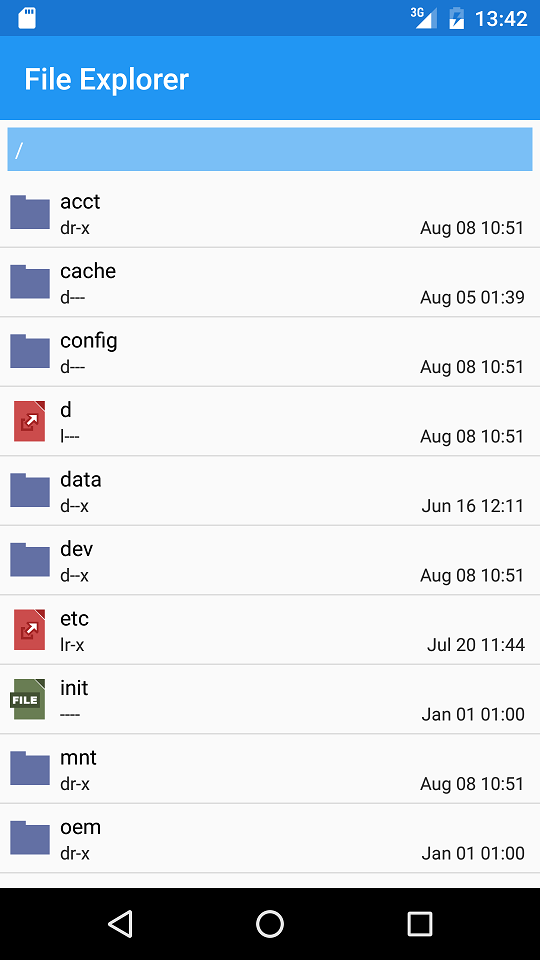 3G 13:42
File Explorer
/
acct
dr-x Aug 08 10:51
cache
d--- Aug 05 01:39
config
d--- Aug 08 10:51
d
l--- Aug 08 10:51
data
d--x Jun 16 12:11
dev
d--x Aug 08 10:51
etc
lr-x Jul 20 11:44
FILE
init
---- Jan 01 01:00
mnt
dr-x Aug 08 10:51
oem
dr-x Jan 01 01:00